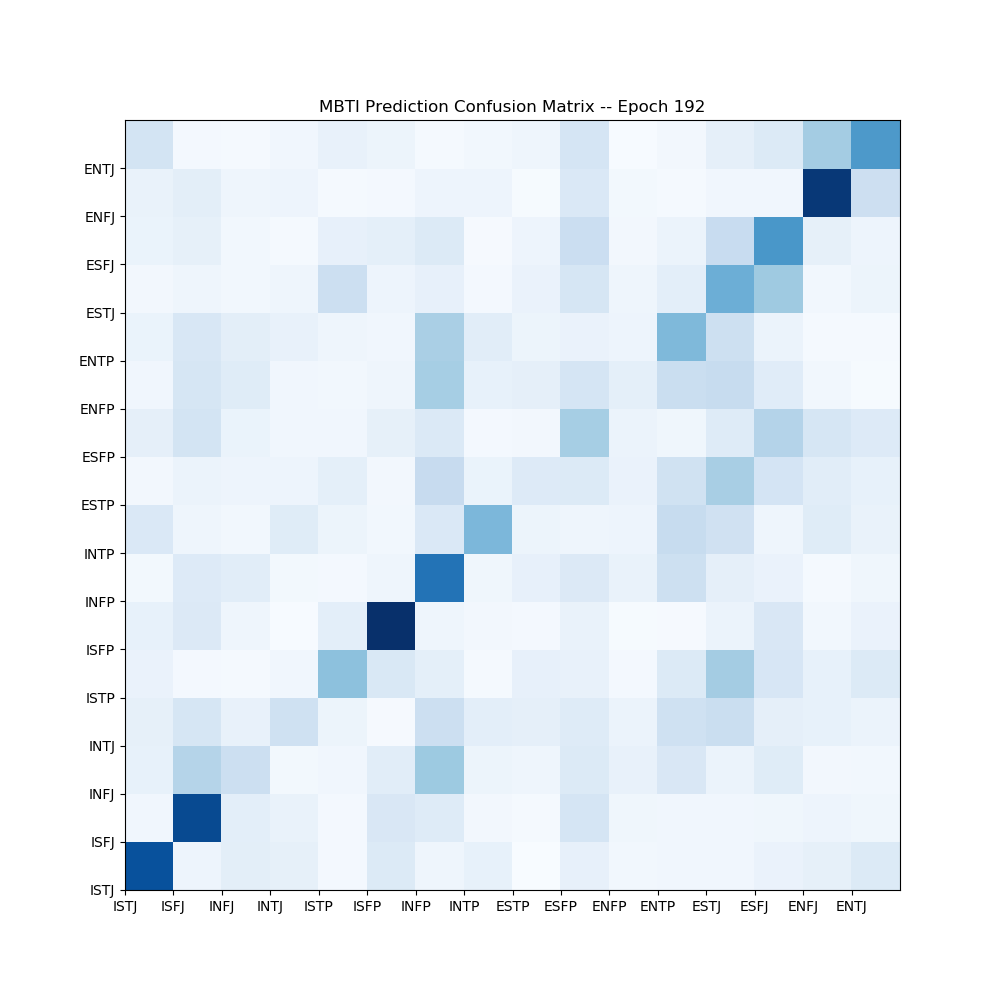 MBTI Prediction Confusion Matrix -- Epoch 192
ENTJ
ENFJ
ESFJ
ESTJ
ENTP
ENFP
ESFP
ESTP
INTP
INFP
ISFP
ISTP
INTJ
INFJ
ISFJ
ISTJ
ISTJ ISFJ INFJ INTJ ISTP ISFP INFP INTP ESTP ESFP ENFP ENTP ESTJ ESFJ ENFJ ENTJ